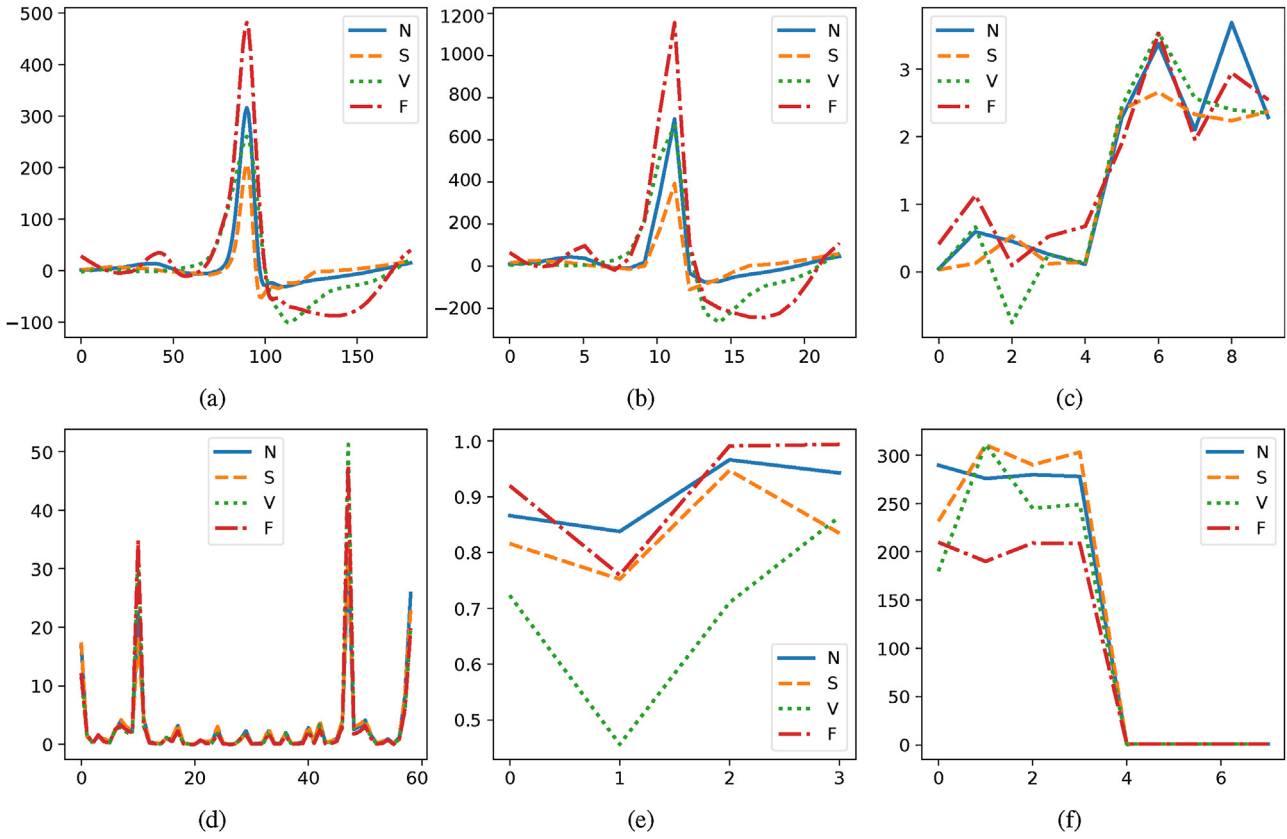 500
400
300
200
100
0
−100
0
50
100
150
N
S
V
F
(a)
1200
1000
800
600
400
200
0
−200
0
5
10
15
20
N
S
V
F
(b)
3
2
1
0
0
2
4
6
8
N
S
V
F
(c)
50
40
30
20
10
0
0
20
40
60
N
S
V
F
(d)
1.0
0.9
0.8
0.7
0.6
0.5
0
1
2
3
N
S
V
F
(e)
300
250
200
150
100
50
0
0
2
4
6
N
S
V
F
(f)